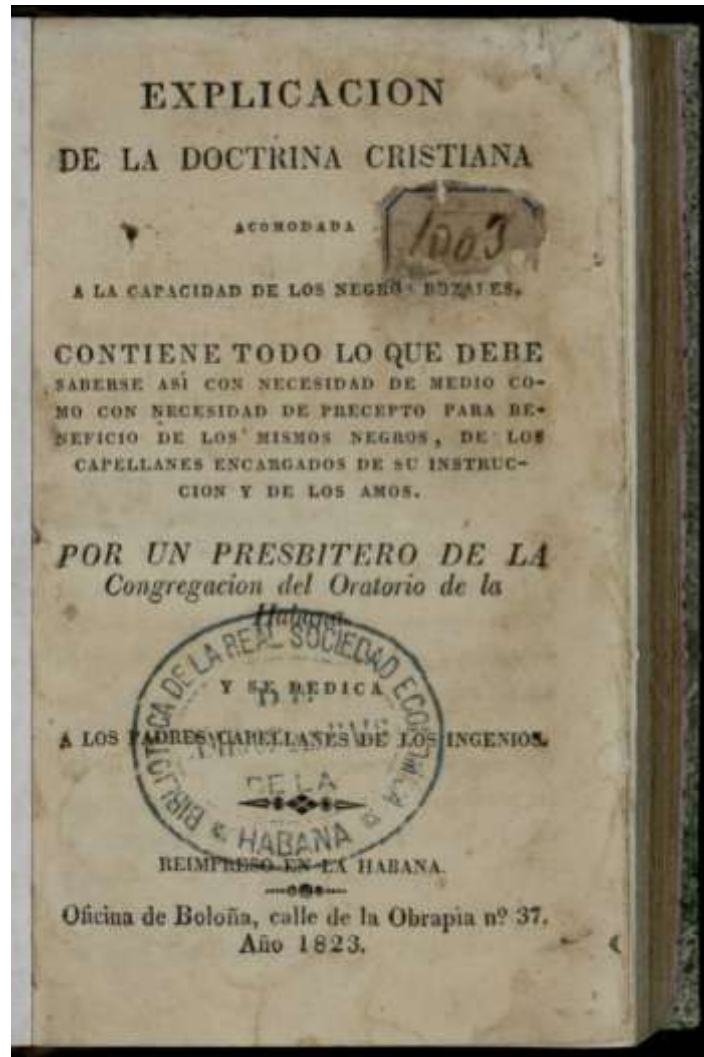 EXPLICACION
DE LA DOCTRINA CRISTIANA
ACOMODADA
1003
A LA CAPACIDAD DE LOS NEGROS BOZALES.
CONTIENE TODO LO QUE DEBE
SABERSE ASÍ CON NECESIDAD DE MEDIO CO-
MO CON NECESIDAD DE PRECEPTO PARA BE-
NEFICIO DE LOS MISMOS NEGROS, DE LOS
CAPELLANES ENCARGADOS DE SU INSTRUC-
CION Y DE LOS AMOS.
POR UN PRESBITERO DE LA
Congregacion del Oratorio de la
Habana.
Y SE DEDICA
A LOS PADRES CAPELLANES DE LOS INGENIOS.
BIBLIOTECA DE LA REAL SOCIEDAD ECONOMICA
DE LA
HABANA
REIMPRESO EN LA HABANA.
Oficina de Boloña, calle de la Obrapia nº 37.
Año 1823.